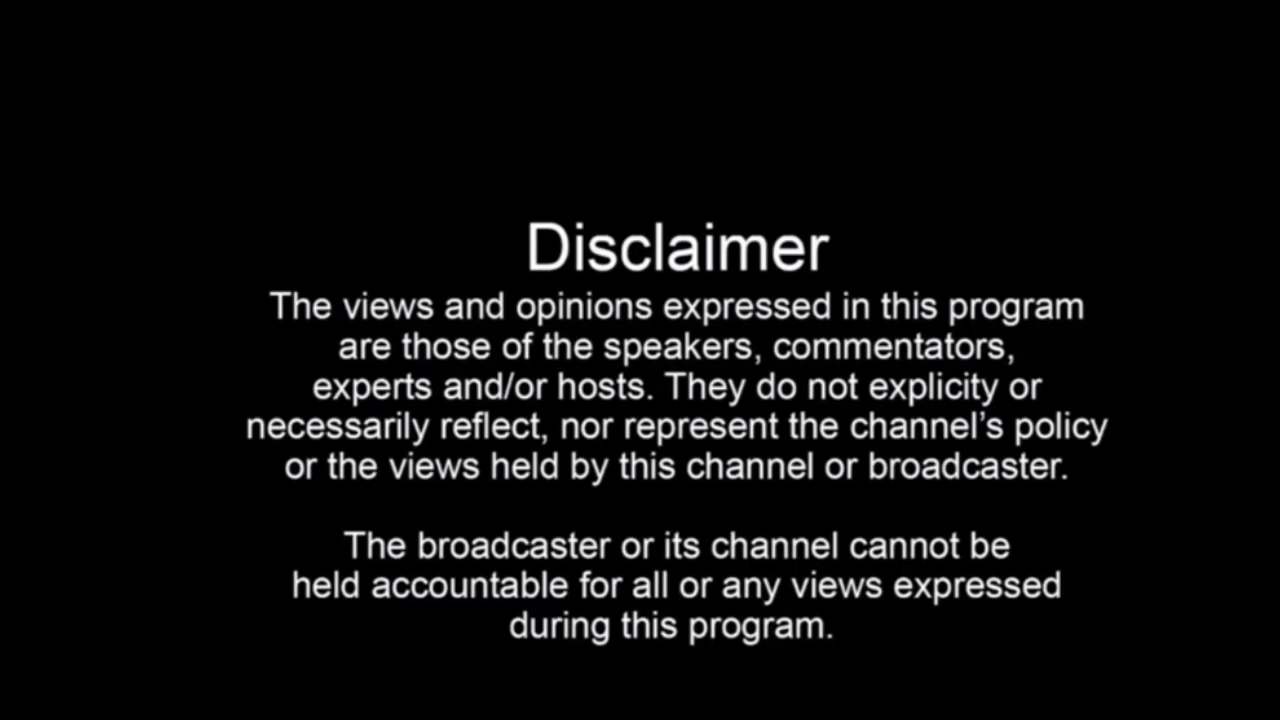 Disclaimer
The views and opinions expressed in this program
are those of the speakers, commentators,
experts and/or hosts. They do not explicity or
necessarily reflect, nor represent the channel’s policy
or the views held by this channel or broadcaster.
The broadcaster or its channel cannot be
held accountable for all or any views expressed
during this program.